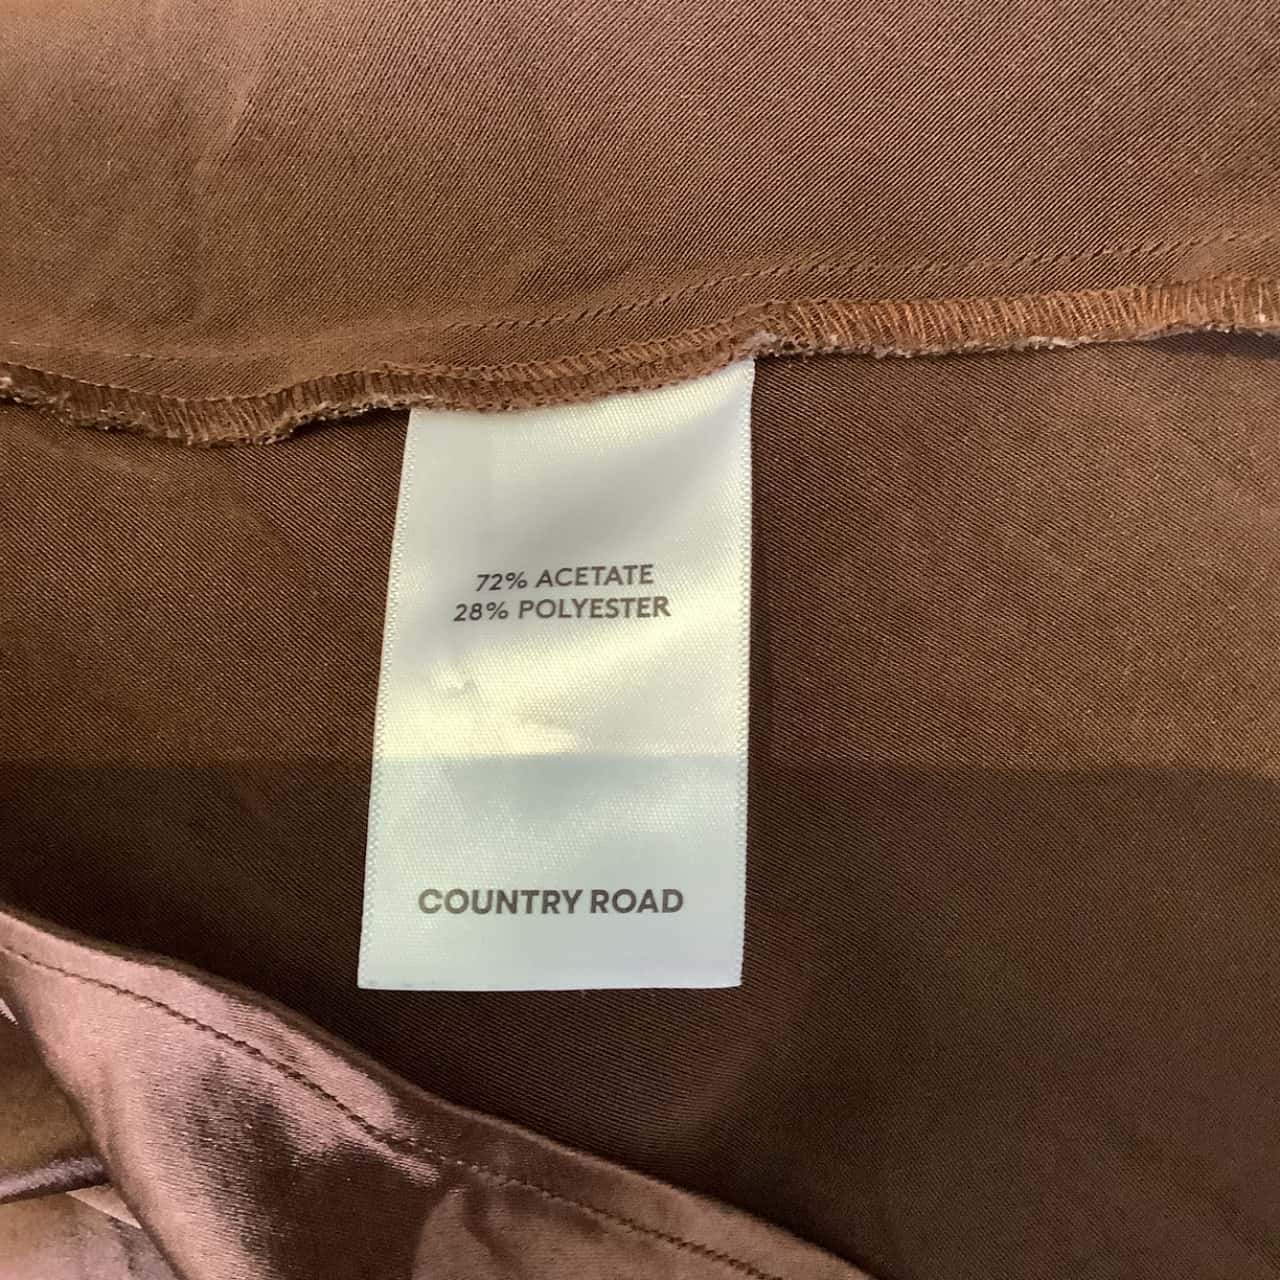 72% ACETATE
28% POLYESTER
COUNTRY ROAD